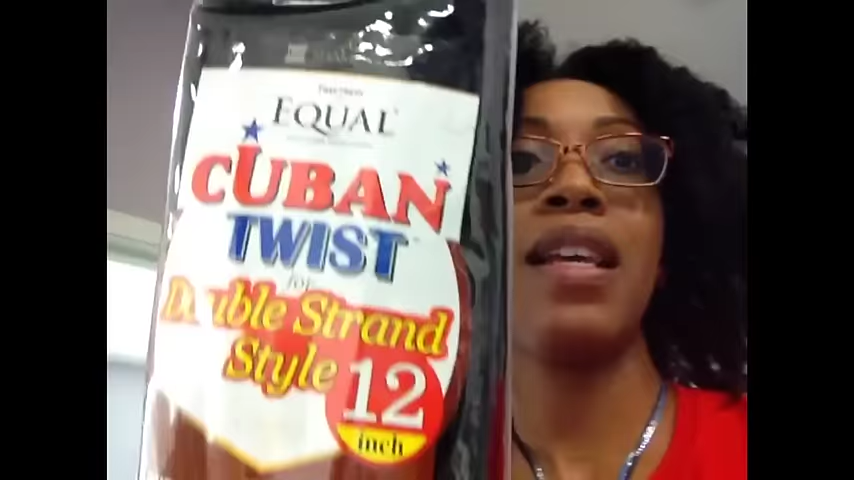 EQUAL
CUBAN
TWIST
for
Double Strand
Style
12
inch